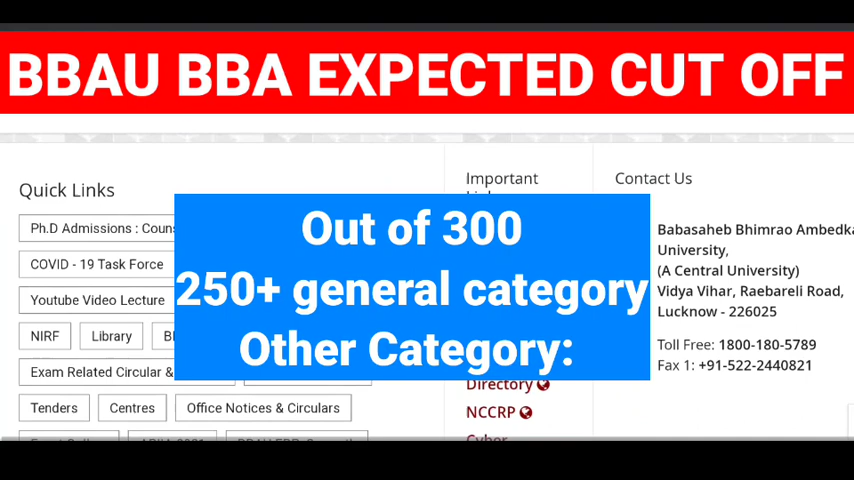 BBAU BBA EXPECTED CUT OFF
Quick Links
Ph.D Admissions :
COVID - 19 Task Force
Youtube Video Lecture
NIRF
Library
Exam Related Circular &
Tenders
Centres
Office Notices & Circulars
Out of 300
250+ general category
Other Category:
Important
Directory
NCCRP
Cyber
Contact Us
Babasaheb Bhimrao
University,
(A Central University)
Vidya Vihar, Raebareli Road,
Lucknow - 226025
Toll Free: 1800-180-5789
Fax 1: +91-522-2440821